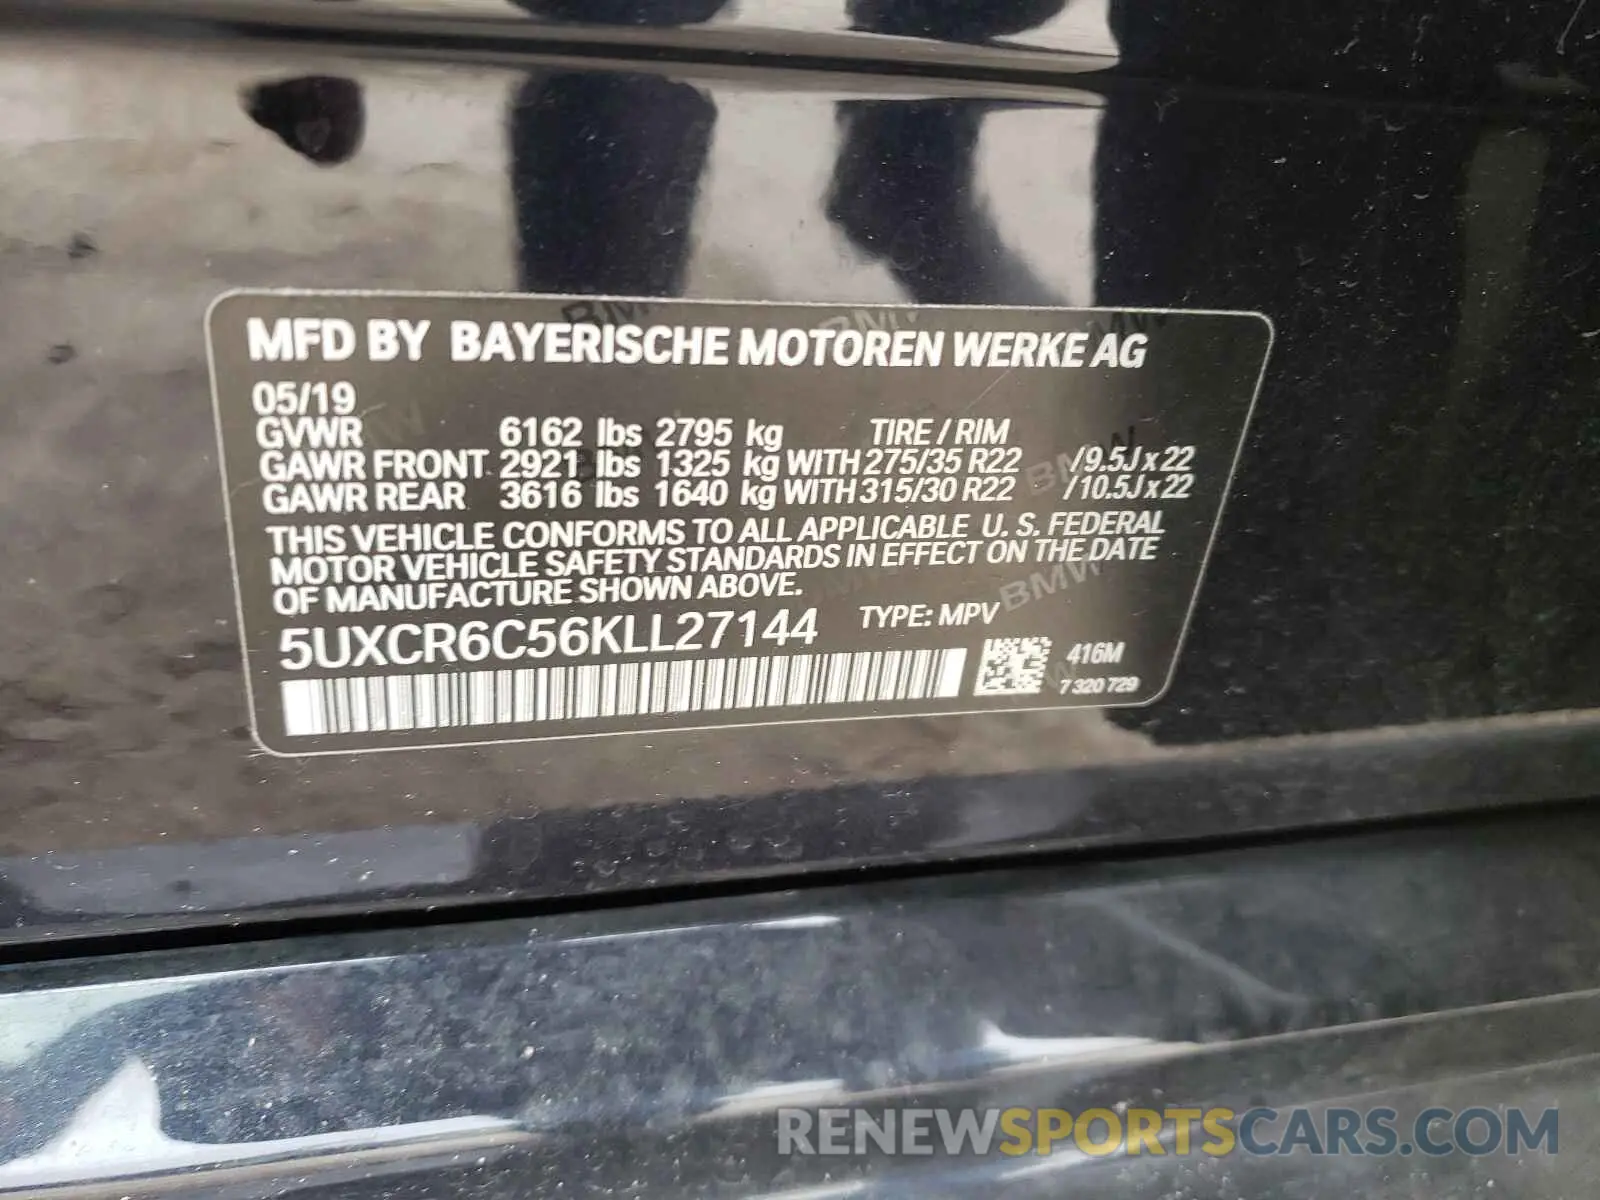 MFD BY BAYERISCHE MOTOREN WERKE AG
05/19
GVWR 6162 lbs 2795 kg TIRE / RIM
GAWR FRONT 2921 lbs 1325 kg WITH 275/35 R22 /9.5J x 22
GAWR REAR 3616 lbs 1640 kg WITH 315/30 R22 /10.5J x 22
THIS VEHICLE CONFORMS TO ALL APPLICABLE U. S. FEDERAL
MOTOR VEHICLE SAFETY STANDARDS IN EFFECT ON THE DATE
OF MANUFACTURE SHOWN ABOVE.
5UXCR6C56KLL27144 TYPE: MPV
416M
7 320 729
RENEWSPORTSCARS.COM